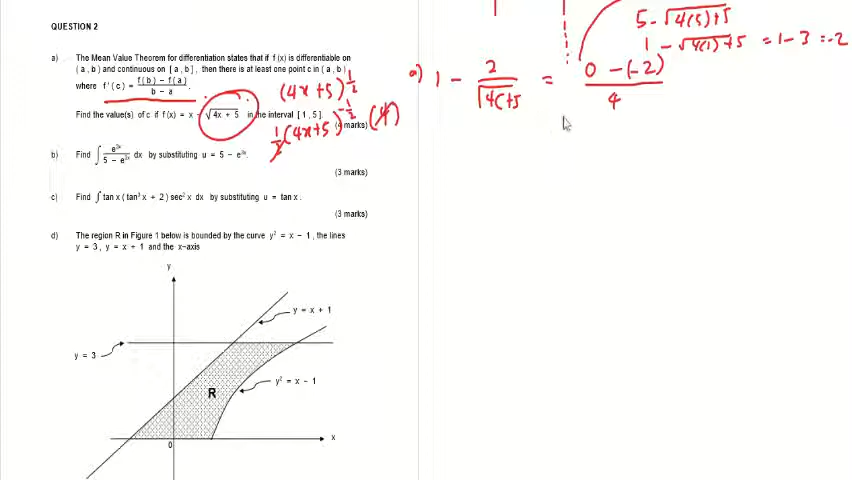 QUESTION 2
a) The Mean Value Theorem for differentiation states that if f (x) is differentiable on
( a , b ) and continuous on [ a , b ] , then there is at least one point c in ( a , b )
where f'( c ) = f( b ) − f( a ) / b − a .
Find the value(s) of c if f(x) = x − √4x + 5 in the interval [ 1 , 5 ] .
(4 marks)
(4x+5)^1/2
1/2 (4x+5)^-1/2 (4)
b) Find ∫ e^3x / 5 − e^3x dx by substituting u = 5 − e^3x .
(3 marks)
c) Find ∫ tan x ( tan³ x + 2 ) sec² x dx by substituting u = tan x .
(3 marks)
d) The region R in Figure 1 below is bounded by the curve y² = x − 1 , the lines
y = 3 , y = x + 1 and the x-axis
y
y = x + 1
y = 3
y² = x − 1
R
0
x
5 - √4(5)+5
1 - √4(1)+5 = 1-3 = -2
a) 1 - 2/√4c+5 = 0 -(-2) / 4